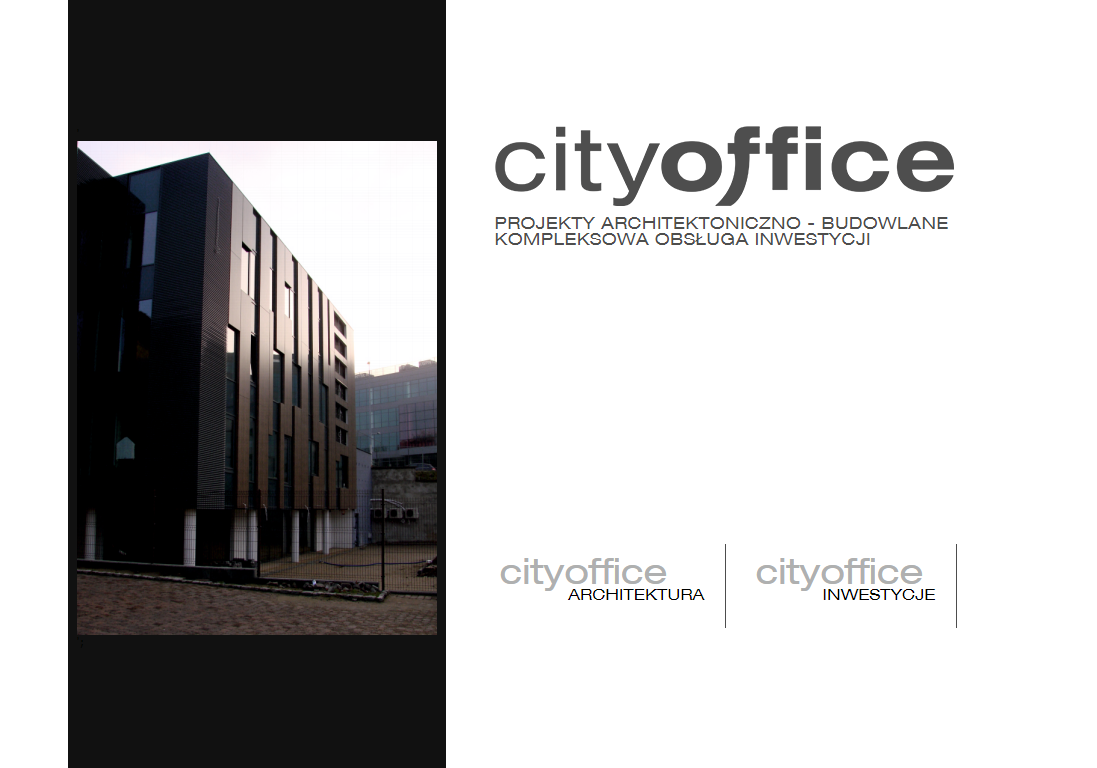 cityoffice
PROJEKTY ARCHITEKTONICZNO - BUDOWLANE
KOMPLEKSOWA OBSŁUGA INWESTYCJI
cityoffice
ARCHITEKTURA
cityoffice
INWESTYCJE